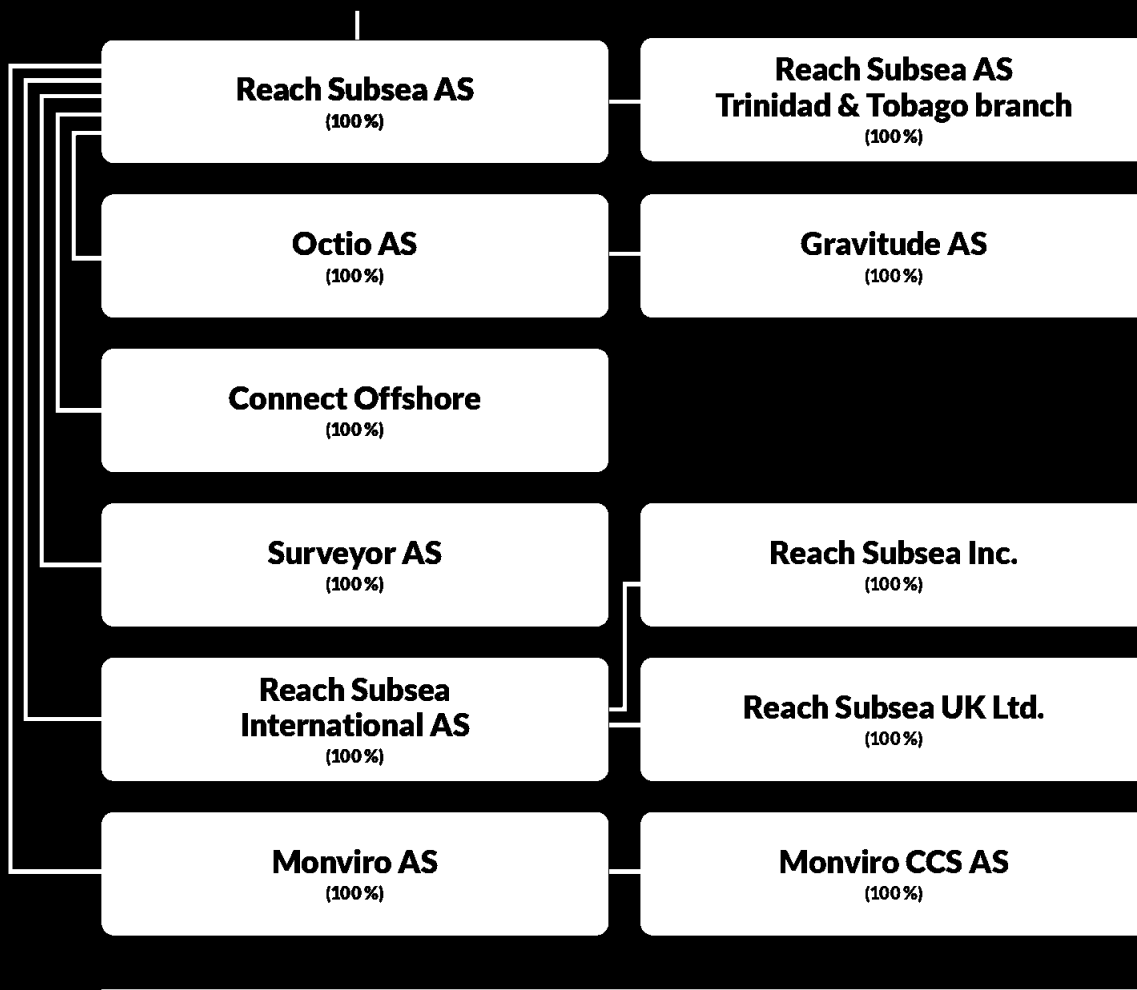 Reach Subsea AS
(100%)
Reach Subsea AS
Trinidad & Tobago branch
(100%)
Octio AS
(100%)
Gravitude AS
(100%)
Connect Offshore
(100%)
Surveyor AS
(100%)
Reach Subsea Inc.
(100%)
Reach Subsea
International AS
(100%)
Reach Subsea UK Ltd.
(100%)
Monviro AS
(100%)
Monviro CCS AS
(100%)